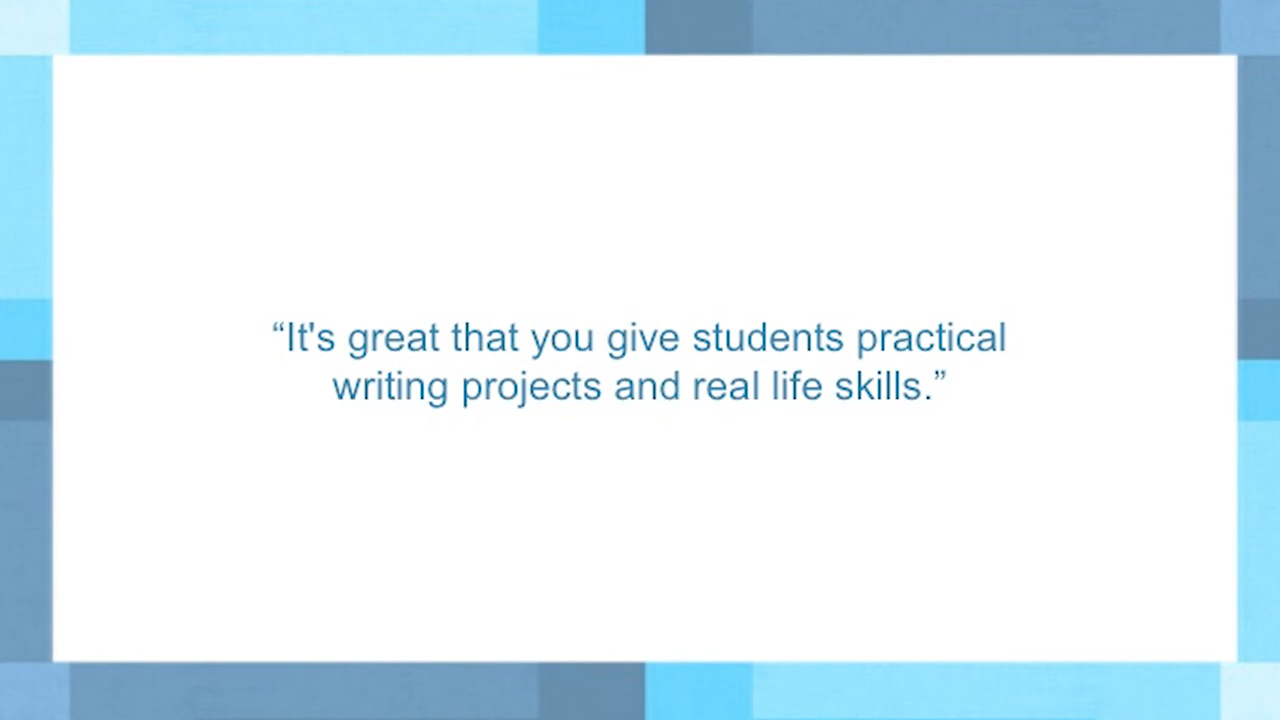 “It's great that you give students practical
writing projects and real life skills.”